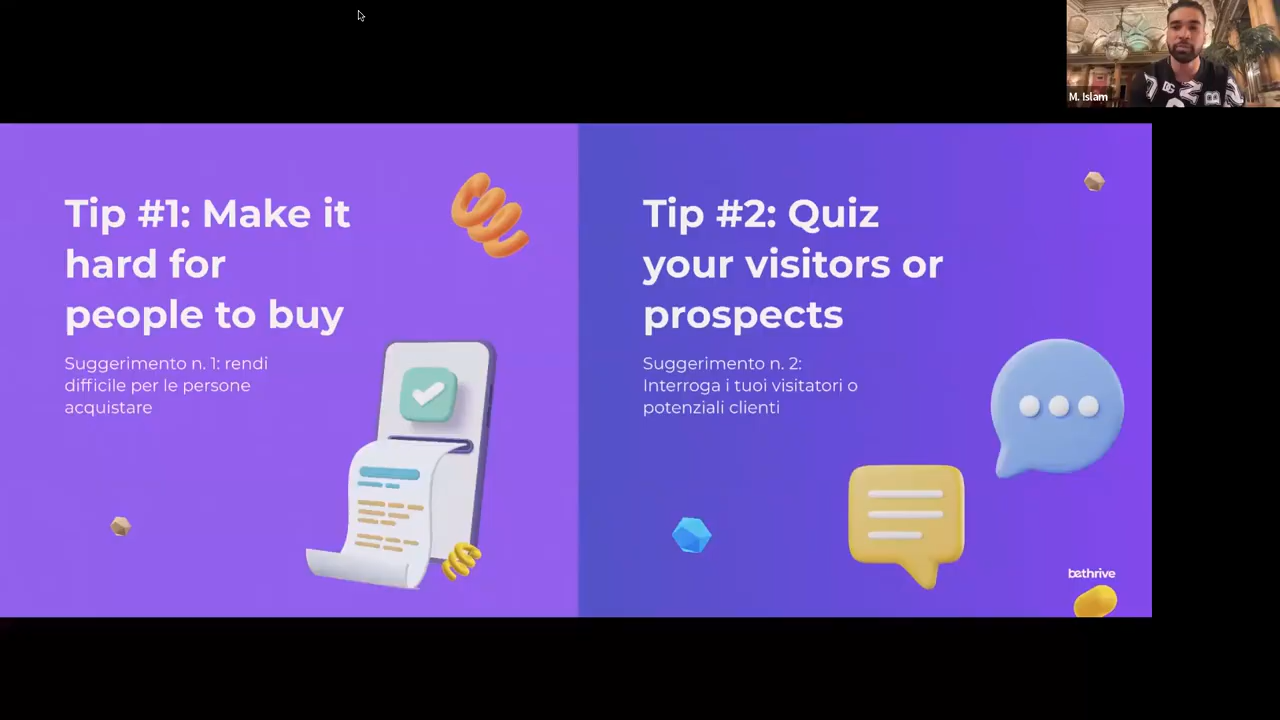 M. Islam
Tip #1: Make it
hard for
people to buy
Suggerimento n. 1: rendi
difficile per le persone
acquistare
Tip #2: Quiz
your visitors or
prospects
Suggerimento n. 2:
Interroga i tuoi visitatori o
potenziali clienti
bethrive